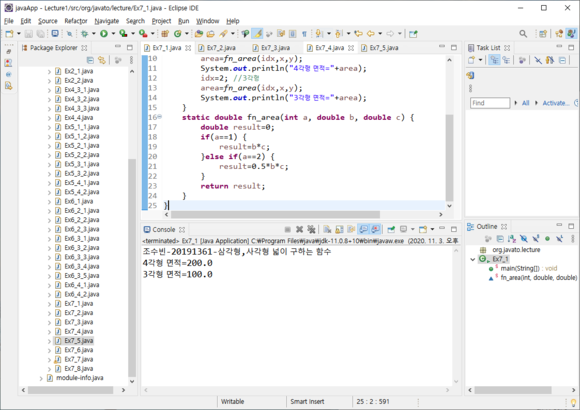 javaApp - Lecture1/src/org/javato/lecture/Ex7_1.java - Eclipse IDE
File Edit Source Refactor Navigate Search Project Run Window Help
Package Explorer
Ex2_1.java
Ex2_2.java
Ex4_3_1.java
Ex4_3_2.java
Ex4_3_3.java
Ex4_4.java
Ex5_1_1.java
Ex5_1_2.java
Ex5_2_1.java
Ex5_2_2.java
Ex5_3_1.java
Ex5_3_2.java
Ex5_4_1.java
Ex5_4_2.java
Ex6_1.java
Ex6_2_1.java
Ex6_2_2.java
Ex6_2_3.java
Ex6_3_1.java
Ex6_3_2.java
Ex6_4_1.java
Ex6_4_2.java
Ex7_1.java
Ex7_2.java
Ex7_3.java
Ex7_4.java
Ex7_5.java
Ex7_6.java
Ex7_7.java
Ex7_8.java
module-info.java
Ex7_1.java Ex7_2.java Ex7_3.java Ex7_4.java Ex7_5.java
10 area=fn_area(idx,x,y);
11 System.out.println("4각형 면적="+area);
12 idx=2; //3각형
13 area=fn_area(idx,x,y);
14 System.out.println("3각형 면적="+area);
15 }
16 static double fn_area(int a, double b, double c) {
17 double result=0;
18 if(a==1) {
19 result=b*c;
20 }else if(a==2) {
21 result=0.5*b*c;
22 }
23 return result;
24 }
25 }
Console
<terminated> Ex7_1 [Java Application] C:₩Program Files₩Java₩jdk-11.0.8+10₩bin₩javaw.exe (2020. 11. 3. 오후
조수빈-20191361-삼각형,사각형 넓이 구하는 함수
4각형 면적=200.0
3각형 면적=100.0
Task List
Find All Activate...
Outline
org.javato.lecture
Ex7_1
main(String[]) : void
fn_area(int, double, double)
Writable Smart Insert 25 : 2 : 591